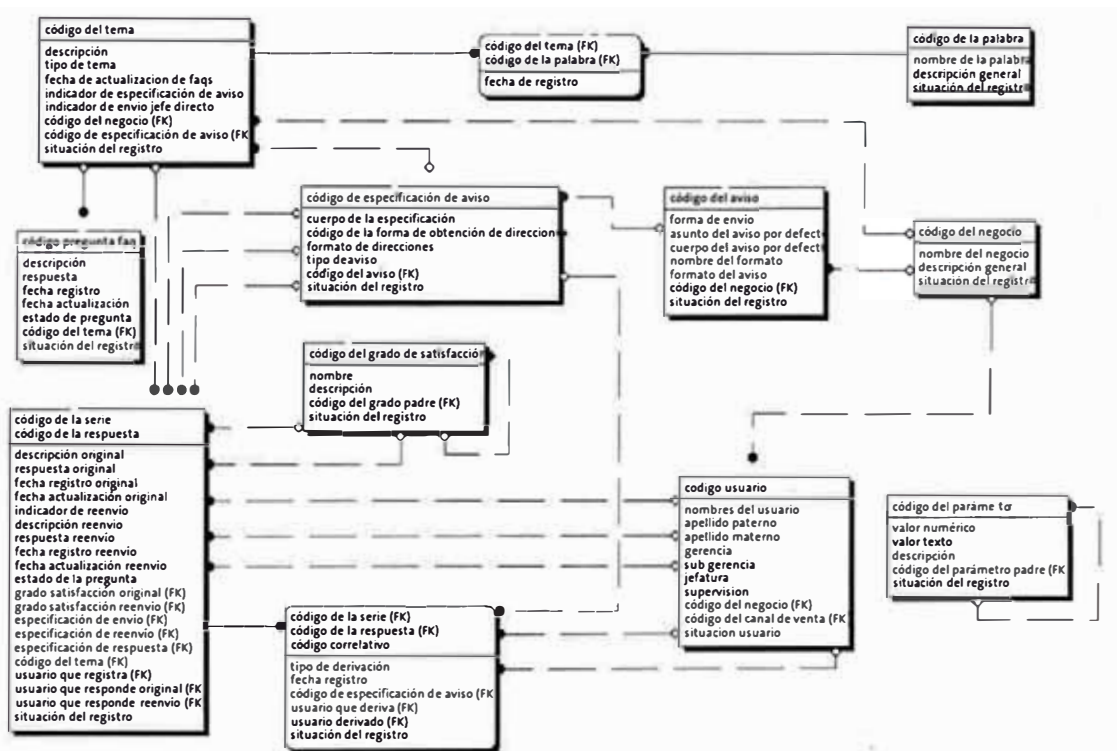 código del tema
descripción
tipo de tema
fecha de actualizacion de faqs
indicador de especificación de aviso
indicador de envio jefe directo
código del negocio (FK)
código de especificación de aviso (FK
situación del registro
código del tema (FK)
código de la palabra (FK)
fecha de registro
código de la palabra
nombre de la palabra
descripción general
situación del registro
código pregunta faq
descripción
respuesta
fecha registro
fecha actualización
estado de pregunta
código del tema (FK)
situación del registro
código de especificación de aviso
cuerpo de la especificación
código de la forma de obtención de direccion
formato de direcciones
tipo deaviso
código del aviso (FK)
situación del registro
código del aviso
forma de envio
asunto del aviso por defect
cuerpo del aviso por defect
nombre del formato
formato del aviso
código del negocio (FK)
situación del registro
código del negocio
nombre del negocio
descripción general
situación del registr
código del grado de satisfacción
nombre
descripción
código del grado padre (FK)
situación del registro
código de la serie
código de la respuesta
descripción original
respuesta original
fecha registro original
fecha actualización original
indicador de reenvio
descripción reenvio
respuesta reenvio
fecha registro reenvio
fecha actualización reenvio
estado de la pregunta
grado satisfacción original (FK)
grado satisfacción reenvio (FK)
especificación de envio (FK)
especificación de reenvío (FK)
especificación de respuesta (FK)
código del tema (FK)
usuario que registra (FK)
usuario que responde original (FK
usuario que responde reenvío (FK
situación del registro
código de la serie (FK)
código de la respuesta (FK)
código correlativo
tipo de derivación
fecha registro
código de especificación de aviso (FK
usuario que deriva (FK)
usuario derivado (FK)
situación del registro
codigo usuario
nombres del usuario
apellido paterno
apellido materno
gerencia
sub gerencia
jefatura
supervision
código del negocio (FK)
código del canal de venta (FK
situacion usuario
código del paráme tro
valor numérico
valor texto
descripción
código del parámetro padre (FK
situación del registro